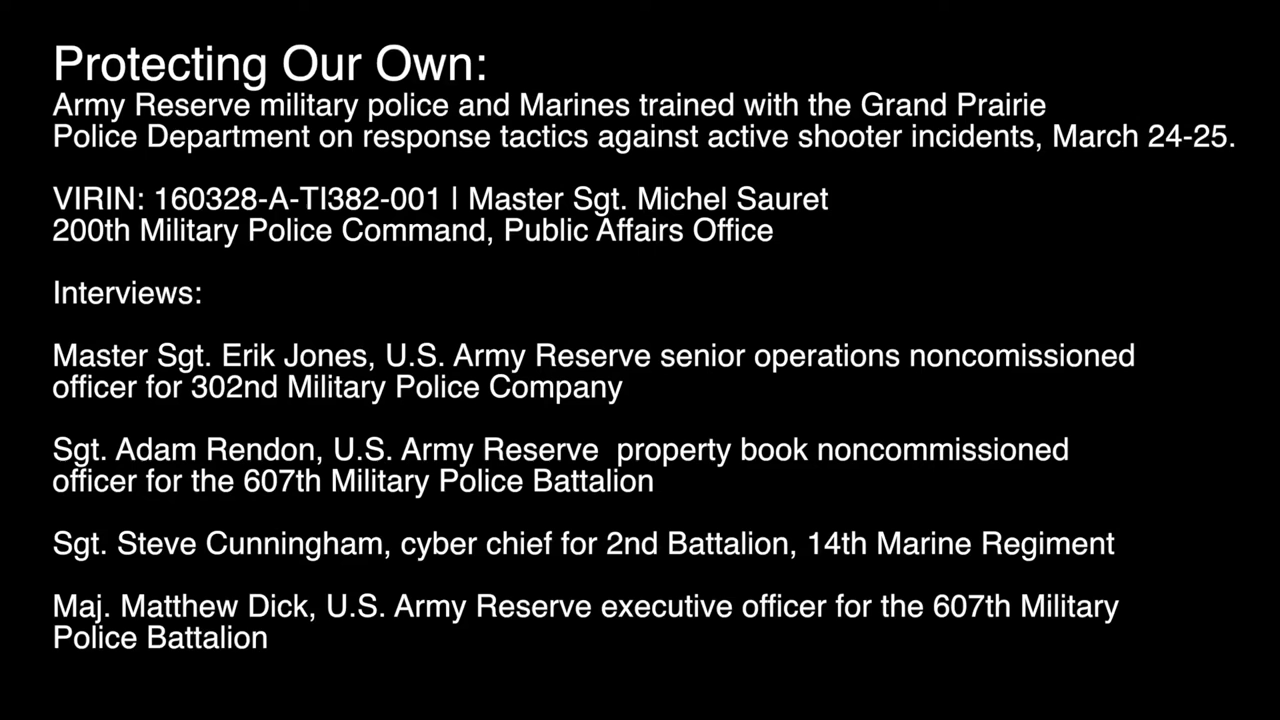 Protecting Our Own:
Army Reserve military police and Marines trained with the Grand Prairie
Police Department on response tactics against active shooter incidents, March 24-25.
VIRIN: 160328-A-TI382-001 | Master Sgt. Michel Sauret
200th Military Police Command, Public Affairs Office
Interviews:
Master Sgt. Erik Jones, U.S. Army Reserve senior operations noncomissioned
officer for 302nd Military Police Company
Sgt. Adam Rendon, U.S. Army Reserve  property book noncommissioned
officer for the 607th Military Police Battalion
Sgt. Steve Cunningham, cyber chief for 2nd Battalion, 14th Marine Regiment
Maj. Matthew Dick, U.S. Army Reserve executive officer for the 607th Military
Police Battalion